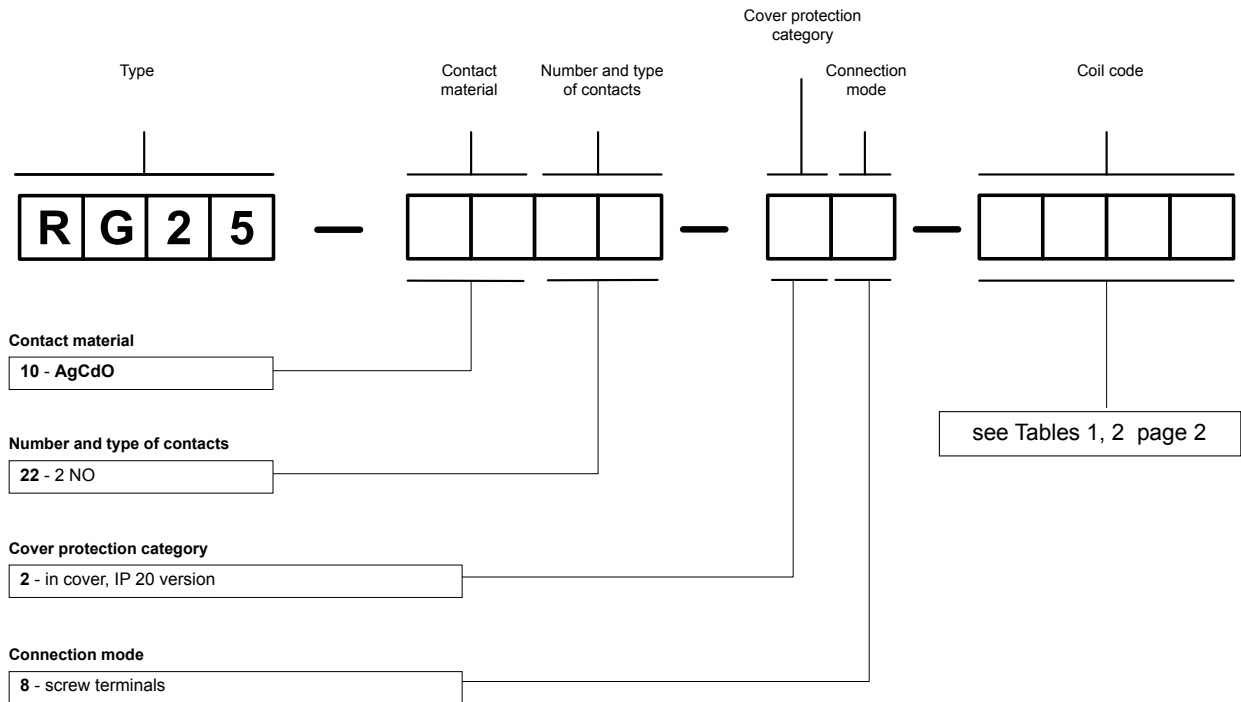 Cover protection
category
Type
Contact
material
Number and type
of contacts
Connection
mode
Coil code
R G 2 5 — — —
Contact material
10 - AgCdO
Number and type of contacts
22 - 2 NO
see Tables 1, 2 page 2
Cover protection category
2 - in cover, IP 20 version
Connection mode
8 - screw terminals